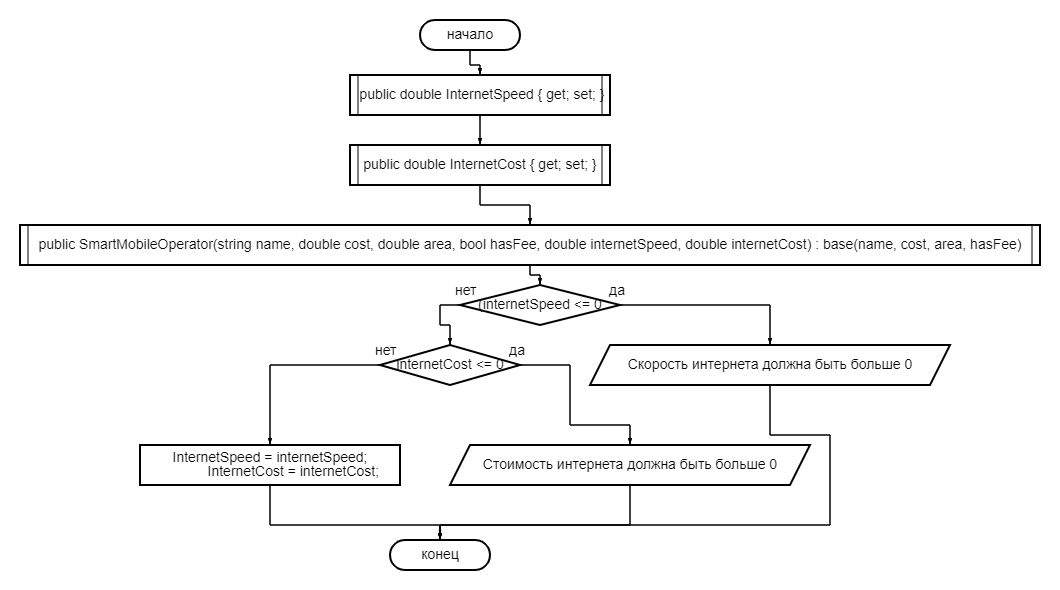 начало
public double InternetSpeed { get; set; }
public double InternetCost { get; set; }
public SmartMobileOperator(string name, double cost, double area, bool hasFee, double internetSpeed, double internetCost) : base(name, cost, area, hasFee)
нет
(internetSpeed <= 0
да
нет
internetCost <= 0
да
Скорость интернета должна быть больше 0
InternetSpeed = internetSpeed;
InternetCost = internetCost;
Стоимость интернета должна быть больше 0
конец